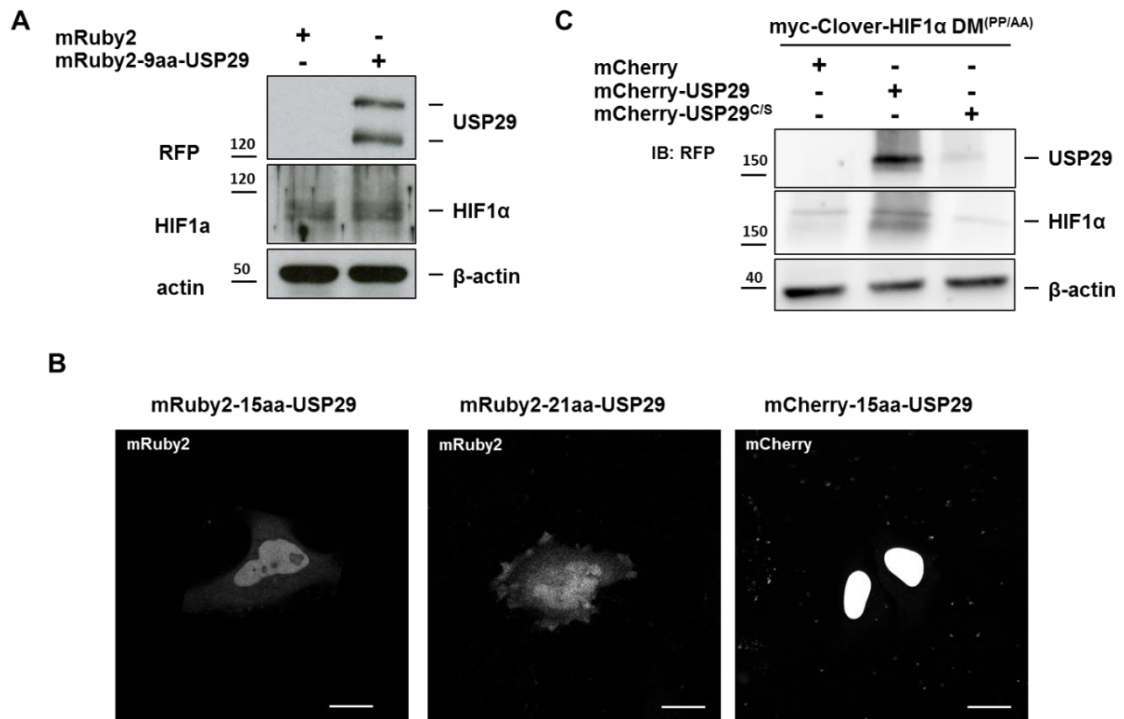 A
mRuby2 + -
mRuby2-9aa-USP29 - +
USP29
RFP 120
120
HIF1a HIF1α
actin 50 β-actin
C
myc-Clover-HIF1α DM(PP/AA)
mCherry + - -
mCherry-USP29 - + -
mCherry-USP29C/S - - +
IB: RFP 150 USP29
HIF1α
150
40 β-actin
B
mRuby2-15aa-USP29 mRuby2-21aa-USP29 mCherry-15aa-USP29
mRuby2 mRuby2 mCherry